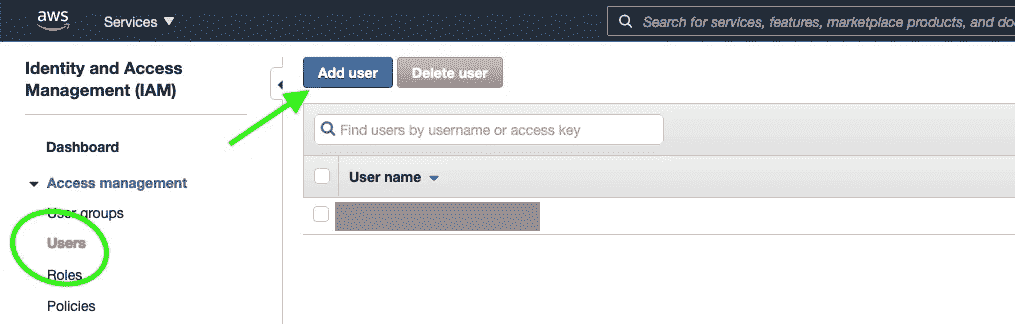 aws Services Search for services, features, marketplace products, and do
Identity and Access
Management (IAM)
Add user Delete user
Find users by username or access key
Dashboard
User name
Access management
User groups
Users
Roles
Policies